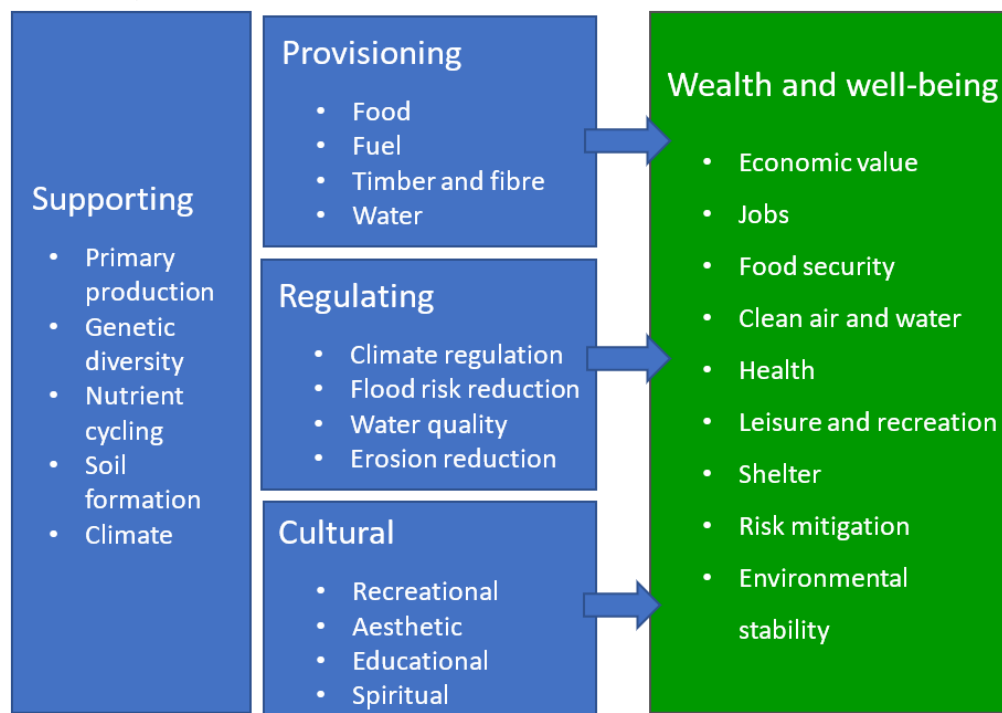 Supporting
• Primary
production
• Genetic
diversity
• Nutrient
cycling
• Soil
formation
• Climate
Provisioning
• Food
• Fuel
• Timber and fibre
• Water
Regulating
• Climate regulation
• Flood risk reduction
• Water quality
• Erosion reduction
Cultural
• Recreational
• Aesthetic
• Educational
• Spiritual
Wealth and well-being
• Economic value
• Jobs
• Food security
• Clean air and water
• Health
• Leisure and recreation
• Shelter
• Risk mitigation
• Environmental
stability